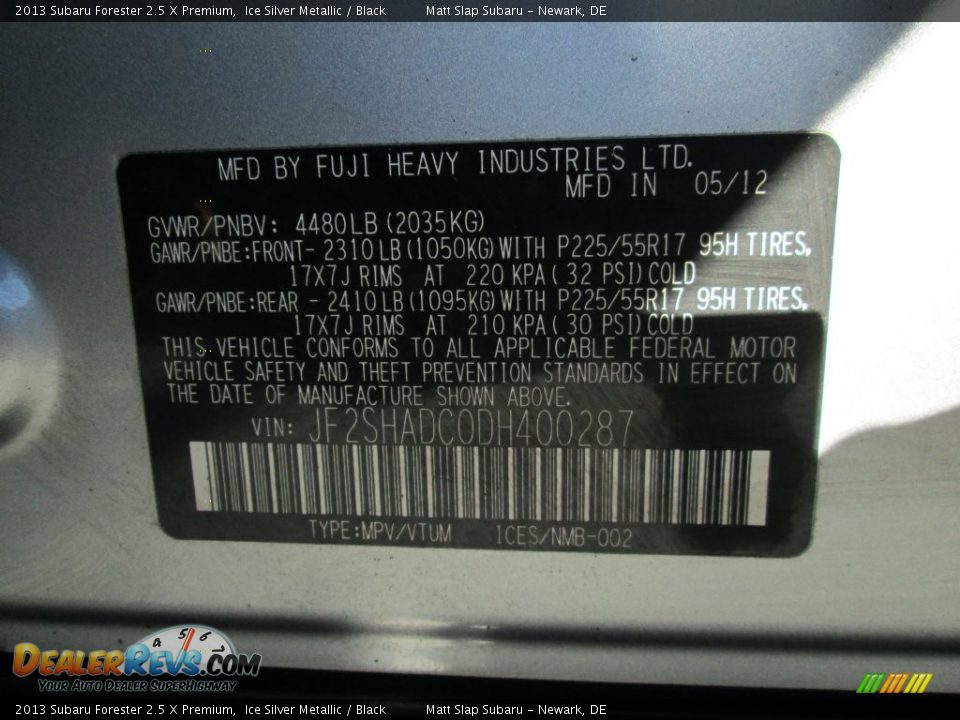 2013 Subaru Forester 2.5 X Premium, Ice Silver Metallic / Black Matt Slap Subaru - Newark, DE
MFD BY FUJI HEAVY INDUSTRIES LTD.
MFD IN 05/12
GVWR/PNBV: 4480LB (2035KG)
GAWR/PNBE:FRONT- 2310LB (1050KG) WITH P225/55R17 95H TIRES,
17X7J RIMS AT 220 KPA ( 32 PSI) COLD
GAWR/PNBE:REAR - 2410LB (1095KG) WITH P225/55R17 95H TIRES,
17X7J RIMS AT 210 KPA ( 30 PSI) COLD
THIS VEHICLE CONFORMS TO ALL APPLICABLE FEDERAL MOTOR
VEHICLE SAFETY AND THEFT PREVENTION STANDARDS IN EFFECT ON
THE DATE OF MANUFACTURE SHOWN ABOVE.
VIN: JF2SHADC0DH400287
TYPE:MPV/VTUM ICES/NMB-002
4 5 6 7
DEALERREVS.COM
Your Auto Dealer SuperHighway
2013 Subaru Forester 2.5 X Premium, Ice Silver Metallic / Black Matt Slap Subaru - Newark, DE